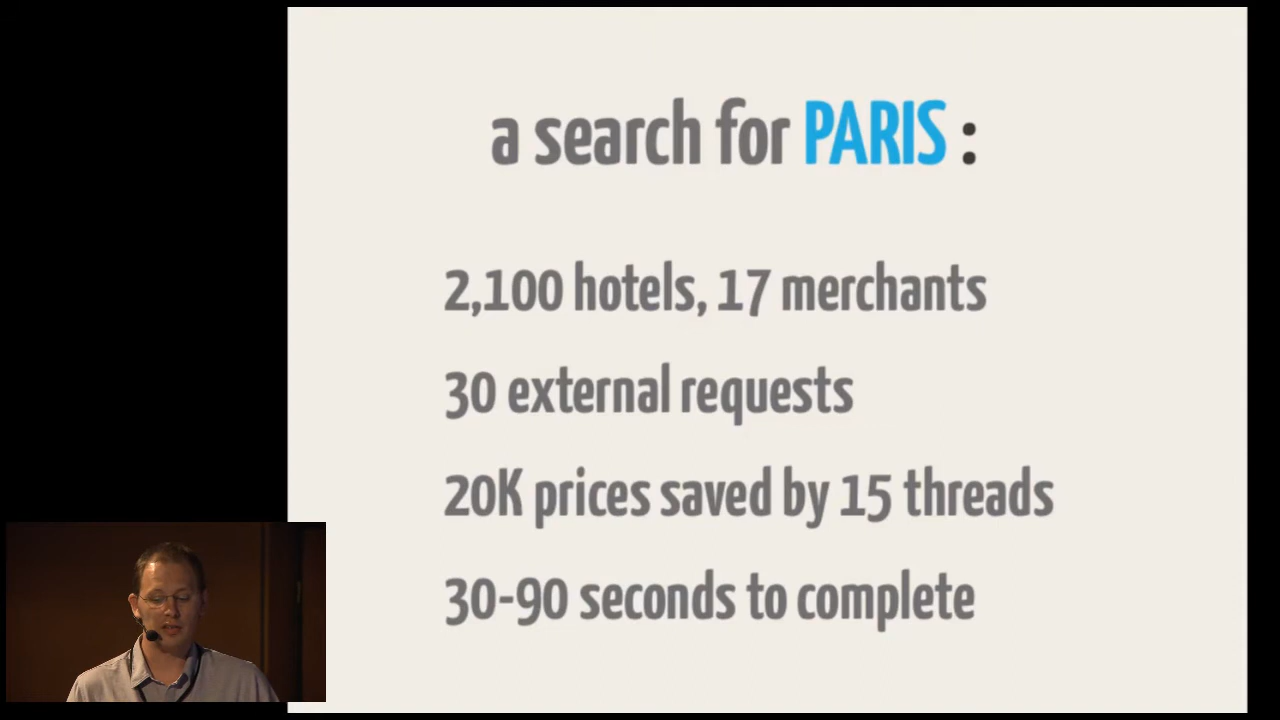 a search for PARIS :
2,100 hotels, 17 merchants
30 external requests
20K prices saved by 15 threads
30-90 seconds to complete